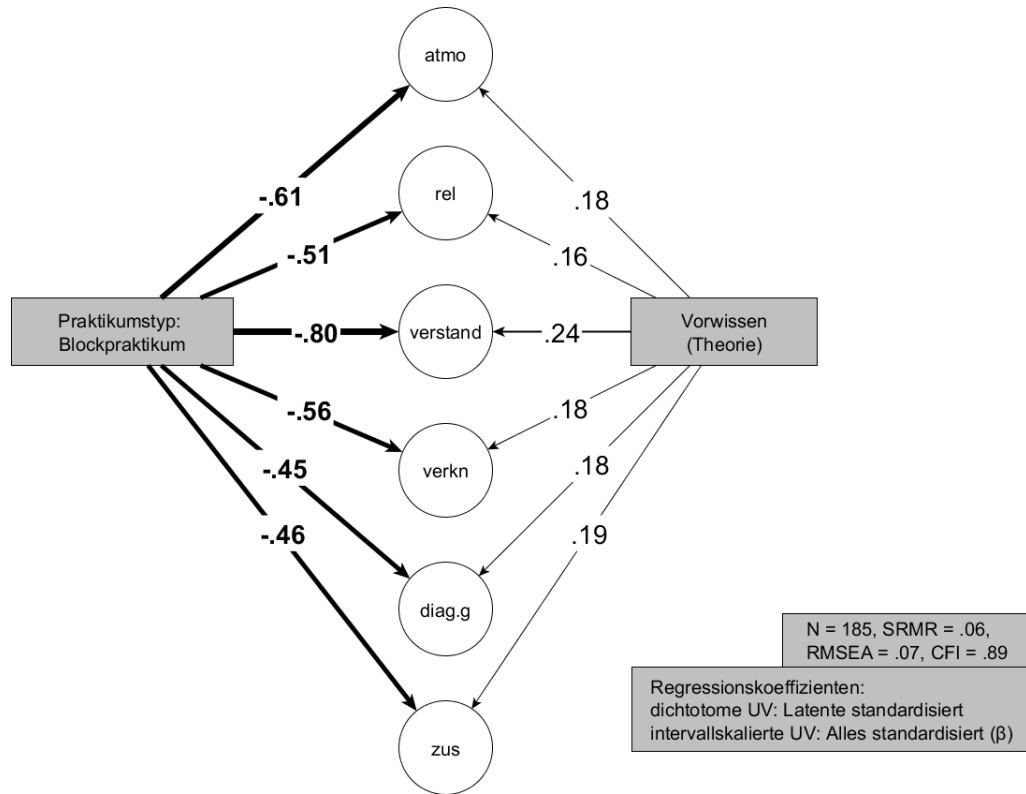 atmo
-.61
.18
rel
-.51
.16
Praktikumstyp:
Blockpraktikum
-.80
verstand
.24
Vorwissen
(Theorie)
-.56
.18
verkn
-.45
.18
-.46
.19
diag.g
zus
N = 185, SRMR = .06,
RMSEA = .07, CFI = .89
Regressionskoeffizienten:
dichtotome UV: Latente standardisiert
intervallskalierte UV: Alles standardisiert (β)